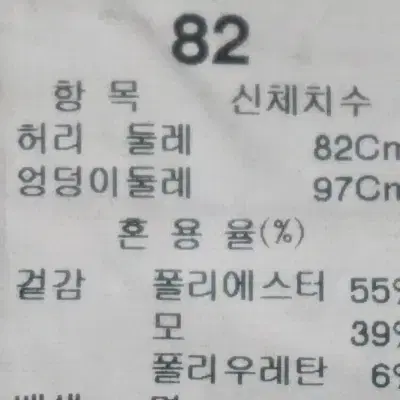 82
항 목 신체치수
허리 둘레 82Cm
엉덩이둘레 97Cm
혼 용 율(%)
겉감 폴리에스터 55%
모 39%
폴리우레탄 6%